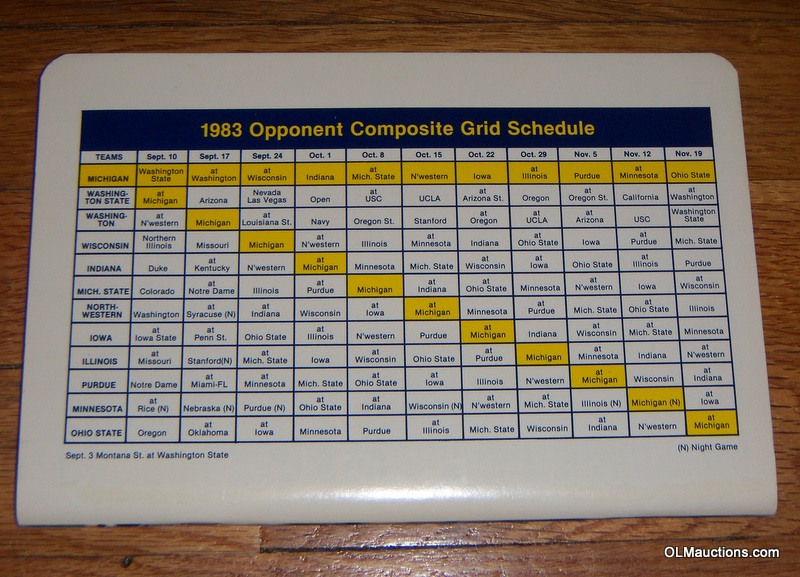 1983 Opponent Composite Grid Schedule
TEAMS Sept. 10 Sept. 17 Sept. 24 Oct. 1 Oct. 8 Oct. 15 Oct. 22 Oct. 29 Nov. 5 Nov. 12 Nov. 19
MICHIGAN Washington State at Washington at Wisconsin Indiana at Mich. State N'western Iowa at Illinois Purdue at Minnesota Ohio State
WASHING-TON STATE at Michigan Arizona Nevada Las Vegas Open at USC UCLA at Arizona St. Oregon at Oregon St. California at Washington
WASHING-TON at N'western Michigan at Louisiana St. Navy Oregon St. Stanford at Oregon at UCLA at Arizona USC Washington State
WISCONSIN Northern Illinois Missouri Michigan at N'western Illinois at Minnesota Indiana at Ohio State Iowa at Purdue Mich. State
INDIANA Duke at Kentucky N'western at Michigan Minnesota Mich. State at Wisconsin at Iowa Ohio State at Illinois Purdue
MICH. STATE Colorado at Notre Dame Illinois at Purdue Michigan at Indiana at Ohio State Minnesota at N'western Iowa at Wisconsin
NORTH-WESTERN Washington at Syracuse (N) at Indiana Wisconsin at Iowa at Michigan Minnesota at Purdue Mich. State at Ohio State Illinois
IOWA at Iowa State at Penn St. Ohio State at Illinois N'western Purdue at Michigan Indiana at Wisconsin at Mich. State Minnesota
ILLINOIS at Missouri Stanford(N) at Mich. State Iowa at Wisconsin Ohio State at Purdue Michigan at Minnesota Indiana at N'western
PURDUE Notre Dame at Miami-FL at Minnesota Mich. State at Ohio State at Iowa Illinois N'western at Michigan Wisconsin at Indiana
MINNESOTA at Rice (N) Nebraska (N) Purdue (N) at Ohio State at Indiana Wisconsin (N) at N'western at Mich. State Illinois (N) Michigan (N) at Iowa
OHIO STATE Oregon at Oklahoma at Iowa Minnesota Purdue at Illinois Mich. State Wisconsin at Indiana N'western at Michigan
Sept. 3 Montana St. at Washington State
(N) Night Game
OLMauctions.com